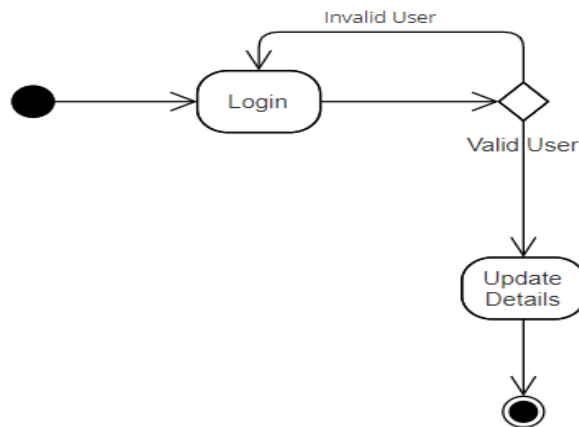 Invalid User
Login
Valid User
Update
Details